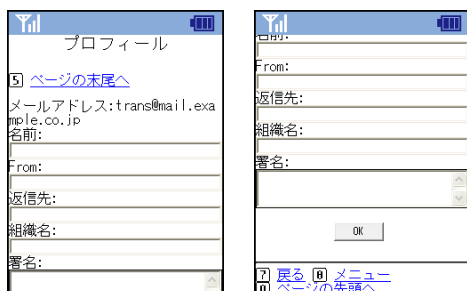 プロフィール
5 ページの末尾へ
メールアドレス:trans@mail.exa
mple.co.jp
名前:
From:
返信先:
組織名:
署名:
名前:
From:
返信先:
組織名:
署名:
OK
7 戻る 8 メニュー
0 ページの先頭へ